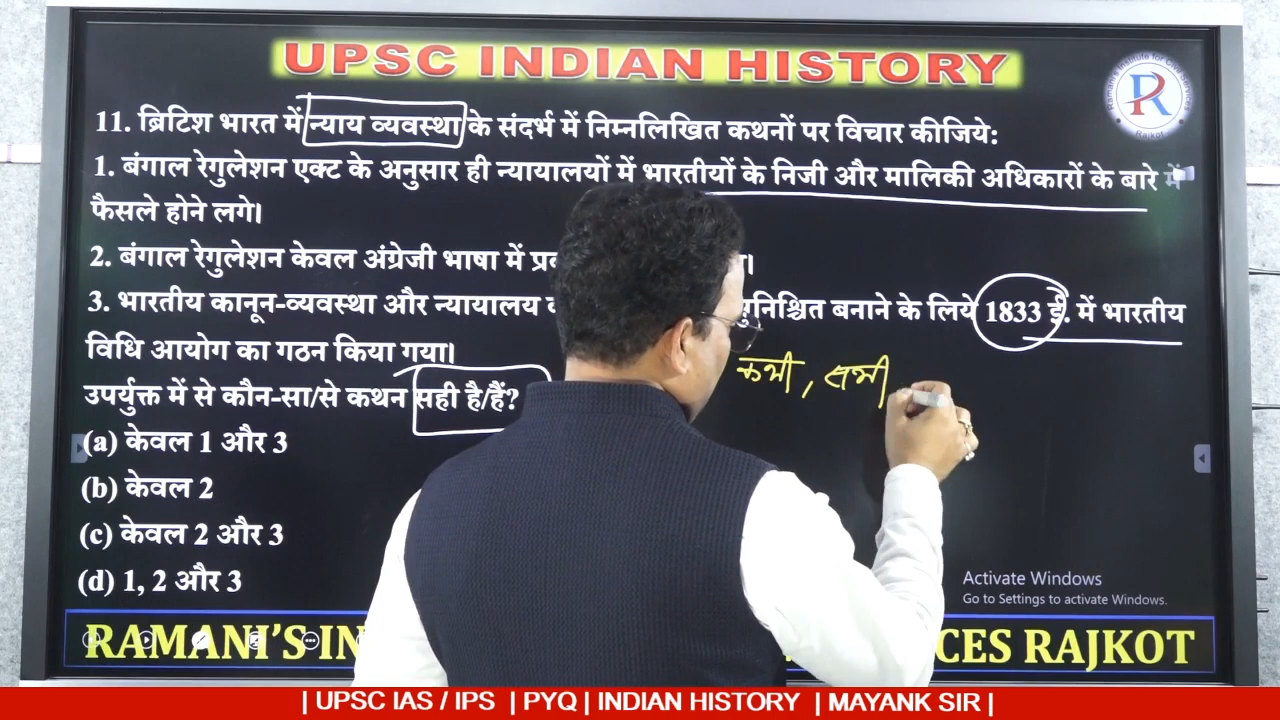 UPSC INDIAN HISTORY
R
11. ब्रिटिश भारत में न्याय व्यवस्था के संदर्भ में निम्नलिखित कथनों पर विचार कीजिये:
1. बंगाल रेगुलेशन एक्ट के अनुसार ही न्यायालयों में भारतीयों के निजी और मालिकी अधिकारों के बारे में
फैसले होने लगे।
2. बंगाल रेगुलेशन केवल अंग्रेजी भाषा में
3. भारतीय कानून-व्यवस्था और न्यायालय बनाने के लिये 1833 ई. में भारतीय
विधि आयोग का गठन किया गया।
कभी, सभी
उपर्युक्त में से कौन-सा/से कथन सही है/हैं?
(a) केवल 1 और 3
(b) केवल 2
(c) केवल 2 और 3
(d) 1, 2 और 3
Activate Windows
Go to Settings to activate Windows.
RAMANI'S RAJKOT
| UPSC IAS / IPS | PYQ | INDIAN HISTORY | MAYANK SIR |